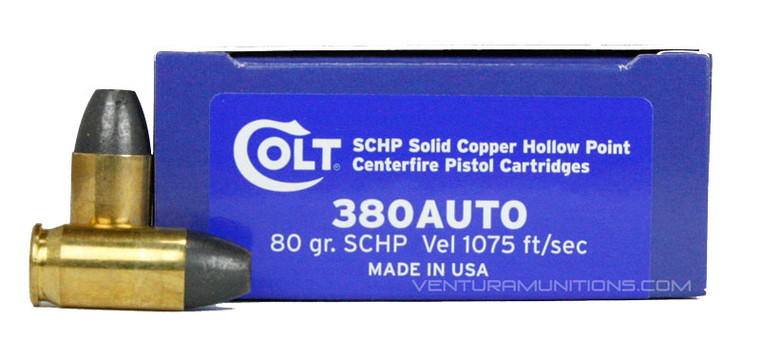 COLT®
SCHP Solid Copper Hollow Point
Centerfire Pistol Cartridges
380AUTO
80 gr. SCHP Vel 1075 ft/sec
MADE IN USA
VENTURAMUNITIONS.COM